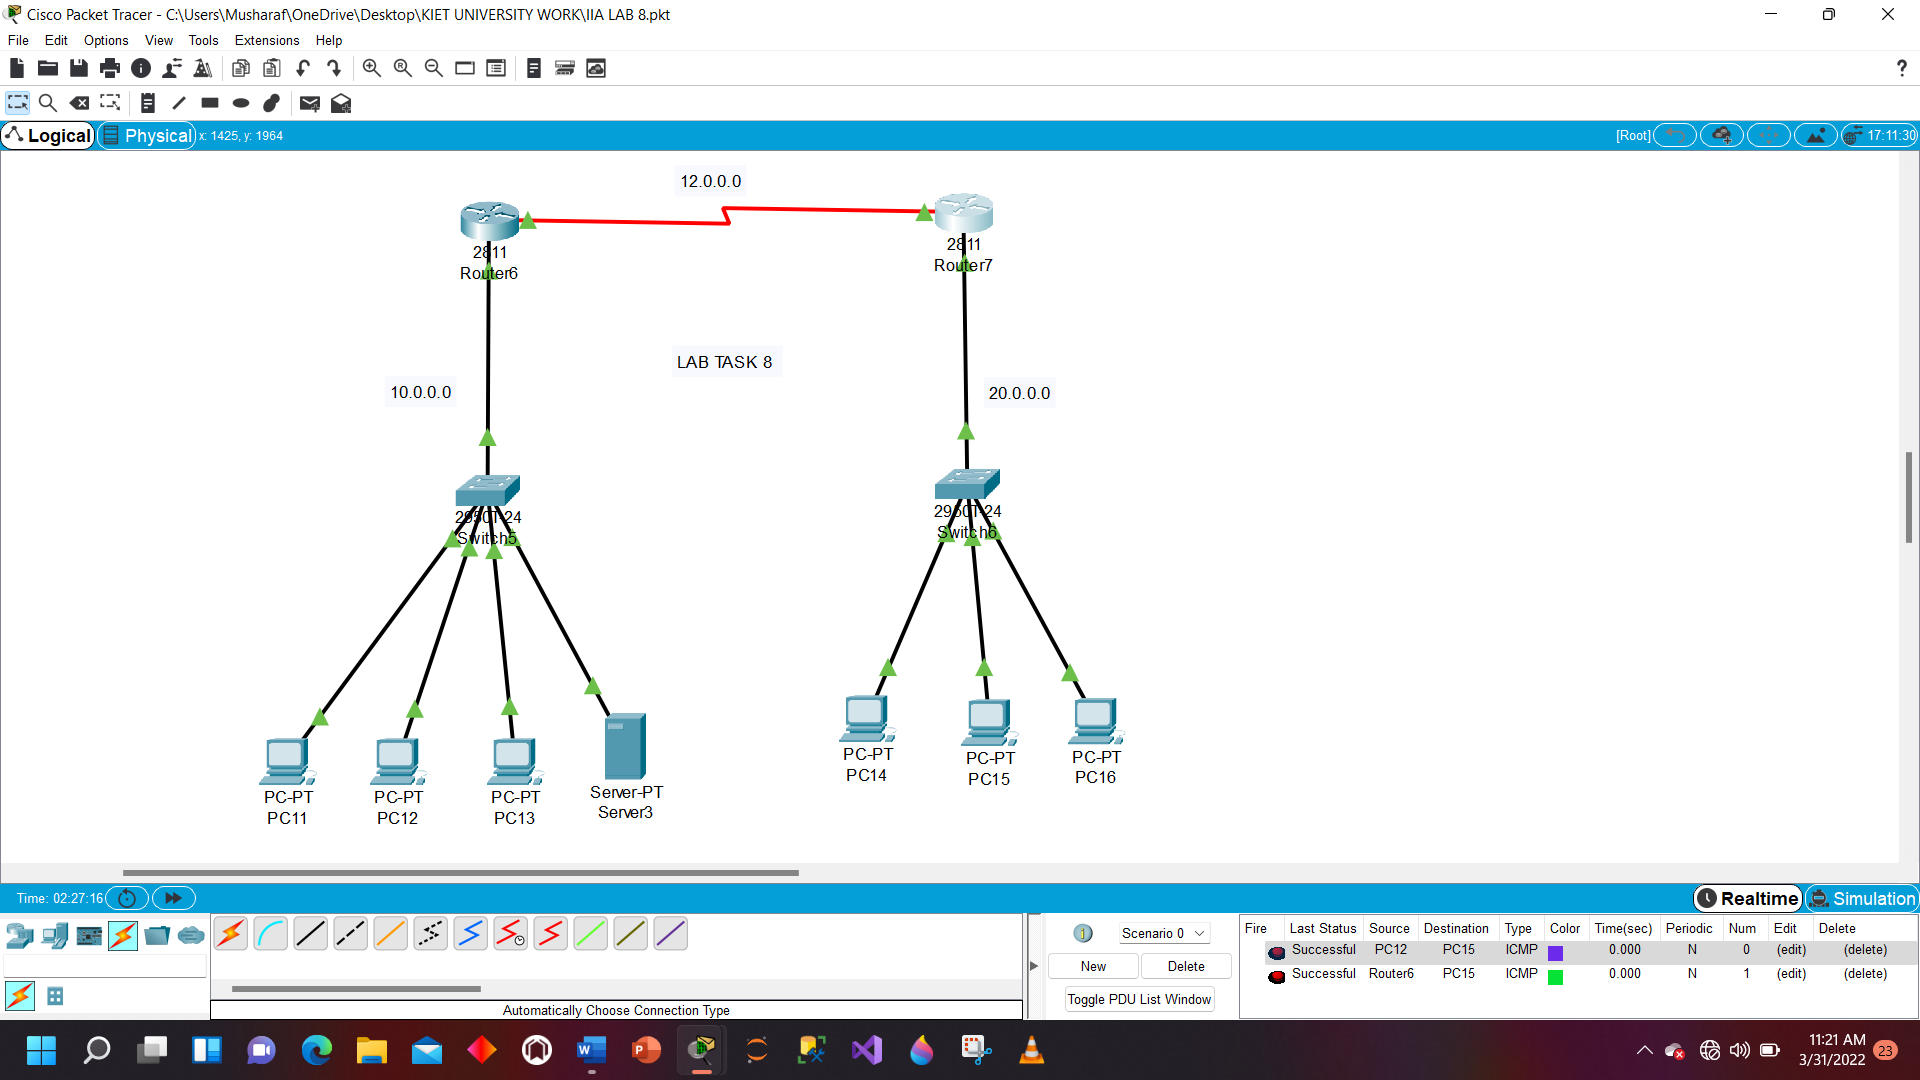 Cisco Packet Tracer - C:\Users\Musharaf\OneDrive\Desktop\KIET UNIVERSITY WORK\IIA LAB 8.pkt
File Edit Options View Tools Extensions Help
Logical Physical x: 1425, y: 1964 [Root] 17:11:30
12.0.0.0
2811
Router6
2811
Router7
LAB TASK 8
10.0.0.0
20.0.0.0
2950T-24
Switch5
2960T-24
Switch6
PC-PT
PC11
PC-PT
PC12
PC-PT
PC13
Server-PT
Server3
PC-PT
PC14
PC-PT
PC15
PC-PT
PC16
Time: 02:27:16 Realtime Simulation
Scenario 0
New Delete
Toggle PDU List Window
Automatically Choose Connection Type
Fire Last Status Source Destination Type Color Time(sec) Periodic Num Edit Delete
Successful PC12 PC15 ICMP 0.000 N 0 (edit) (delete)
Successful Router6 PC15 ICMP 0.000 N 1 (edit) (delete)
11:21 AM
3/31/2022
23